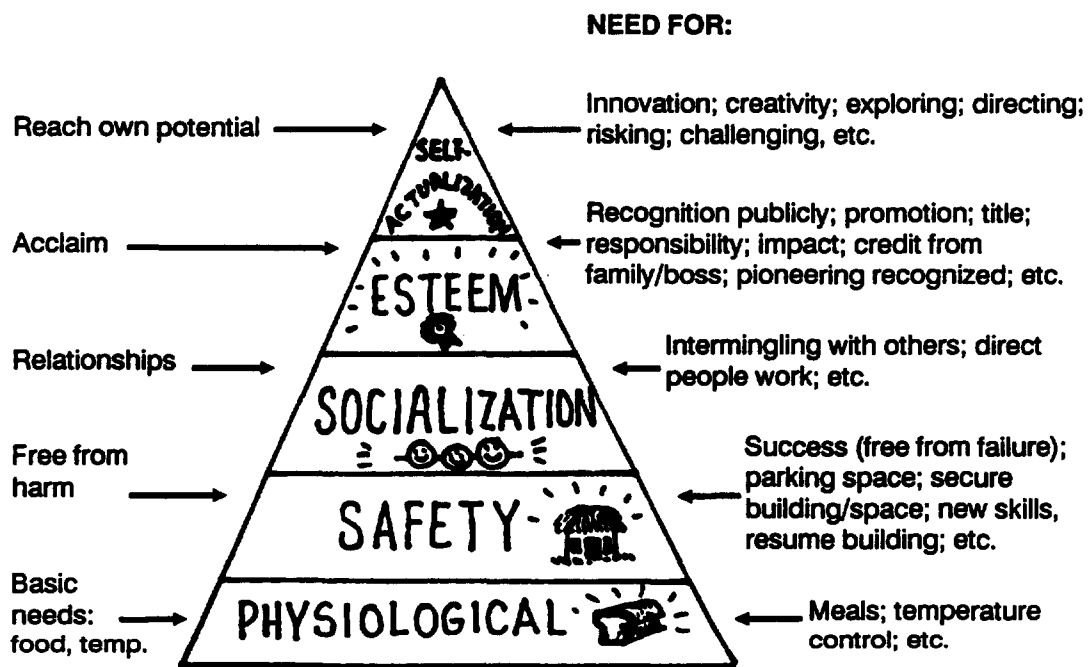 NEED FOR:
Reach own potential
SELF-
ACTUALIZATION
Innovation; creativity; exploring; directing;
risking; challenging, etc.
Acclaim
ESTEEM
Recognition publicly; promotion; title;
responsibility; impact; credit from
family/boss; pioneering recognized; etc.
Relationships
SOCIALIZATION
Intermingling with others; direct
people work; etc.
Free from
harm
SAFETY
Success (free from failure);
parking space; secure
building/space; new skills,
resume building; etc.
Basic
needs:
food, temp.
PHYSIOLOGICAL
Meals; temperature
control; etc.